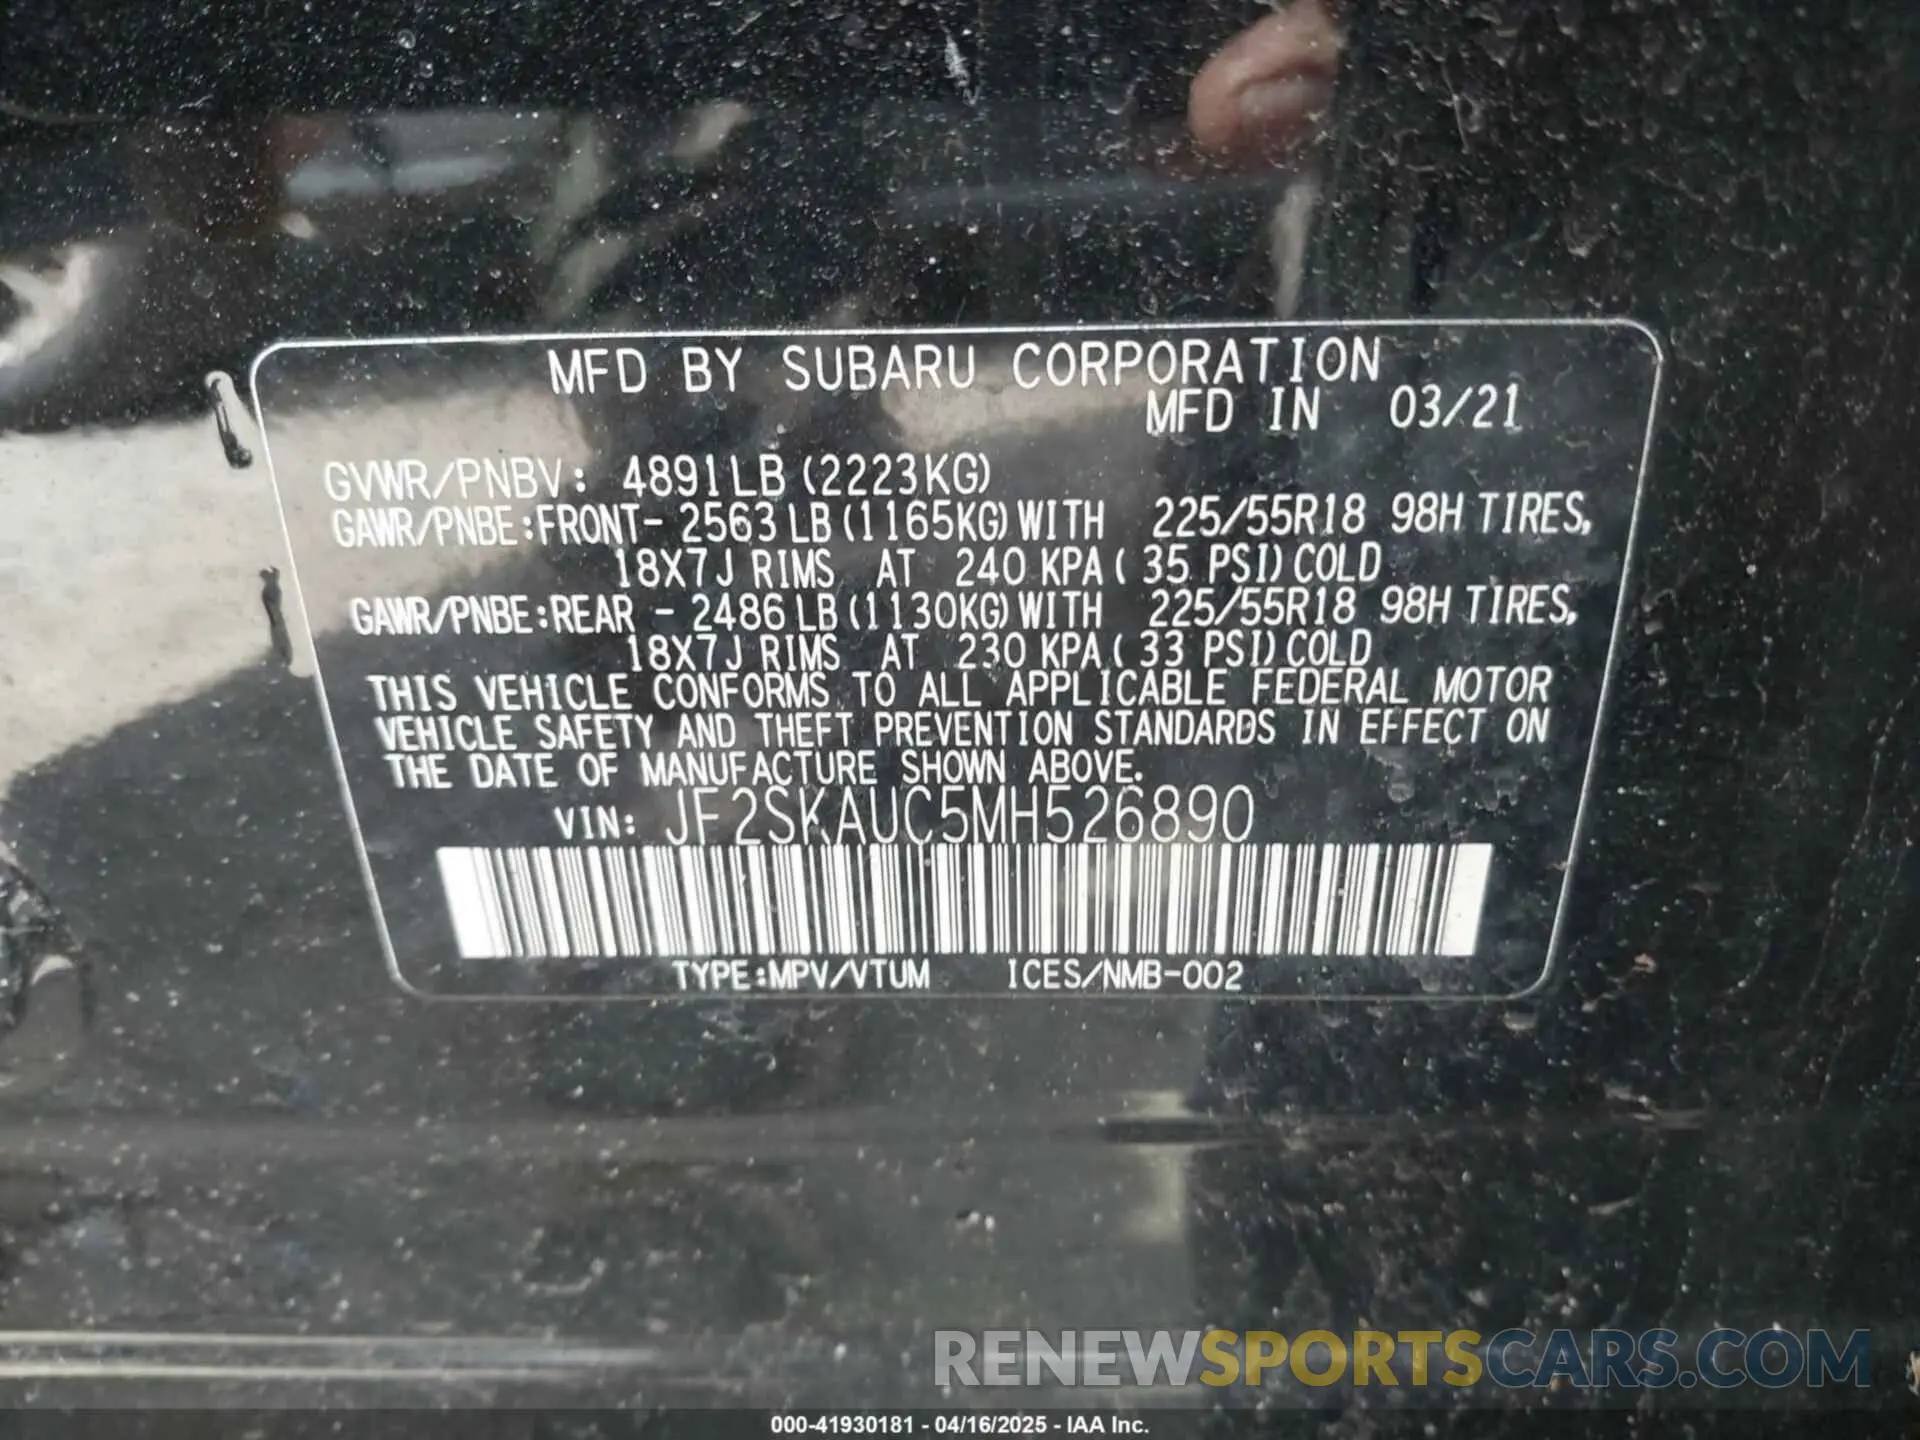 MFD BY SUBARU CORPORATION
MFD IN 03/21
GVWR/PNBV: 4891LB (2223KG)
GAWR/PNBE:FRONT- 2563 LB (1165KG) WITH 225/55R18 98H TIRES,
18X7J RIMS AT 240 KPA ( 35 PSI) COLD
GAWR/PNBE:REAR - 2486 LB (1130KG) WITH 225/55R18 98H TIRES,
18X7J RIMS AT 230 KPA ( 33 PSI) COLD
THIS VEHICLE CONFORMS TO ALL APPLICABLE FEDERAL MOTOR
VEHICLE SAFETY AND THEFT PREVENTION STANDARDS IN EFFECT ON
THE DATE OF MANUFACTURE SHOWN ABOVE.
VIN: JF2SKAUC5MH526890
TYPE:MPV/VTUM ICES/NMB-002
RENEWSPORTSCARS.COM
000-41930181 - 04/16/2025 - IAA Inc.